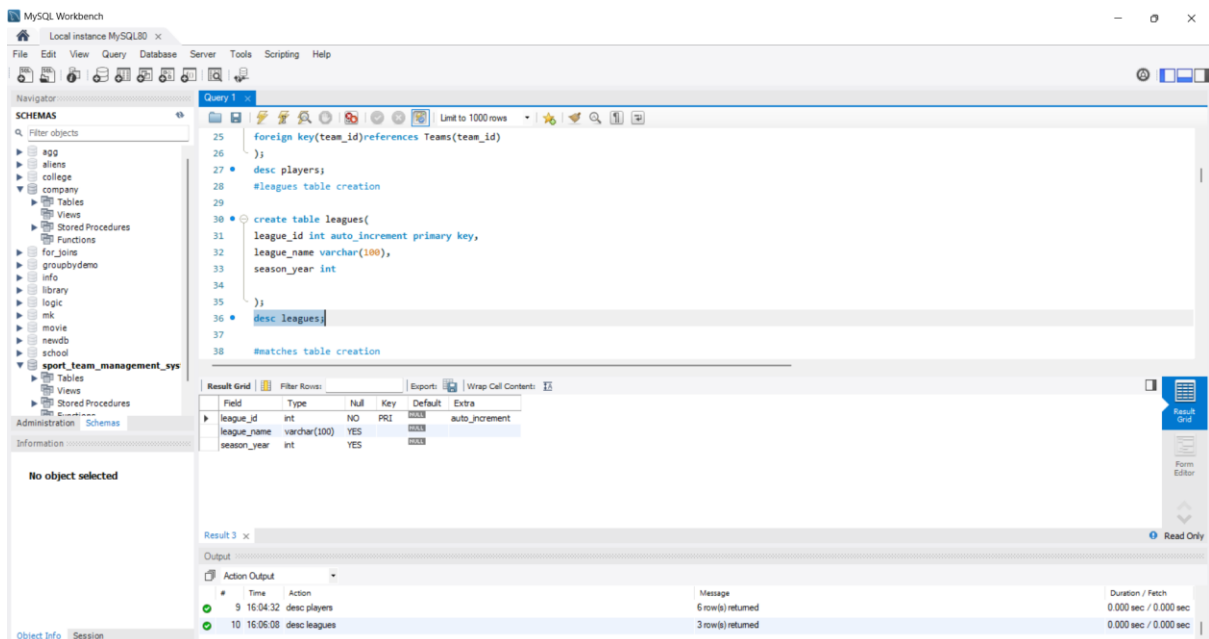 MySQL Workbench
Local instance MySQL80
File Edit View Query Database Server Tools Scripting Help
Navigator
SCHEMAS
Filter objects
agg
aliens
college
company
Tables
Views
Stored Procedures
Functions
for_joins
groupbydemo
info
library
logic
mk
movie
newdb
school
sport_team_management_sys
Tables
Views
Stored Procedures
Functions
Administration Schemas
Information
No object selected
Object Info Session
Query 1
Limit to 1000 rows
25 foreign key(team_id)references Teams(team_id)
26 );
27 desc players;
28 #leagues table creation
29
30 create table leagues(
31 league_id int auto_increment primary key,
32 league_name varchar(100),
33 season_year int
34
35 );
36 desc leagues;
37
38 #matches table creation
Result Grid Filter Rows: Export: Wrap Cell Content:
Field Type Null Key Default Extra
league_id int NO PRI NULL auto_increment
league_name varchar(100) YES NULL
season_year int YES NULL
Result Grid
Form Editor
Result 3
Read Only
Output
Action Output
# Time Action Message Duration / Fetch
9 16:04:32 desc players 6 row(s) returned 0.000 sec / 0.000 sec
10 16:06:08 desc leagues 3 row(s) returned 0.000 sec / 0.000 sec